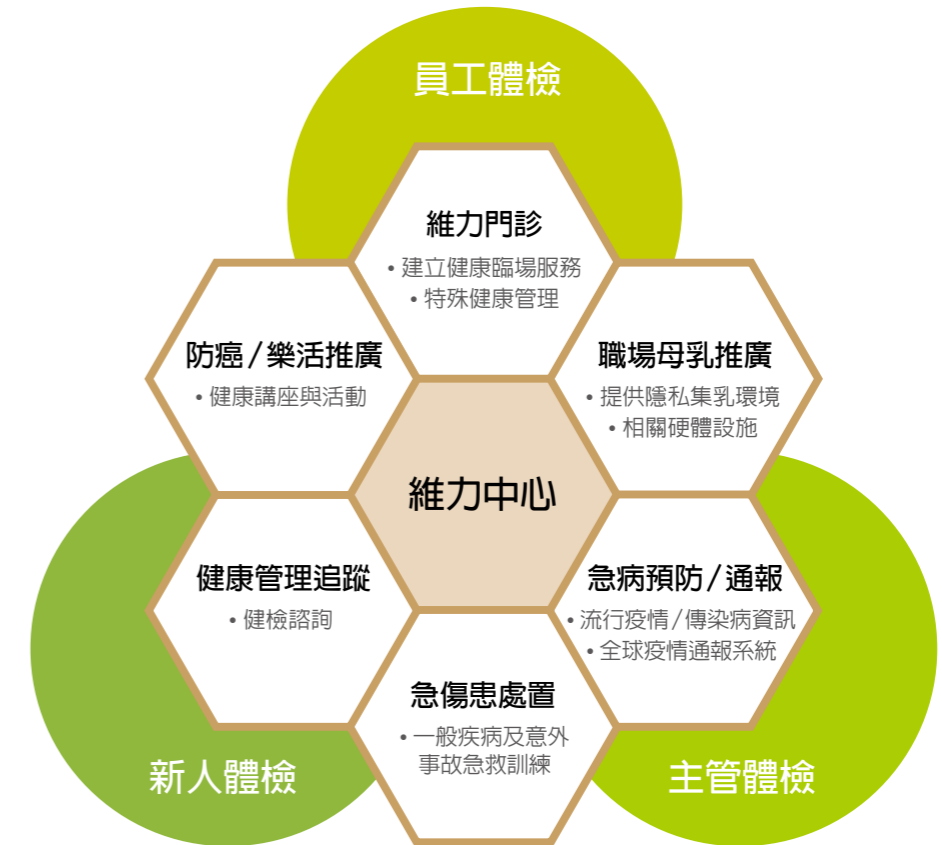 員工體檢
維力門診
• 建立健康臨場服務
• 特殊健康管理
防癌/樂活推廣
• 健康講座與活動
職場母乳推廣
• 提供隱私集乳環境
• 相關硬體設施
維力中心
健康管理追蹤
• 健檢諮詢
急病預防/通報
• 流行疫情/傳染病資訊
• 全球疫情通報系統
急傷患處置
• 一般疾病及意外
事故急救訓練
新人體檢
主管體檢